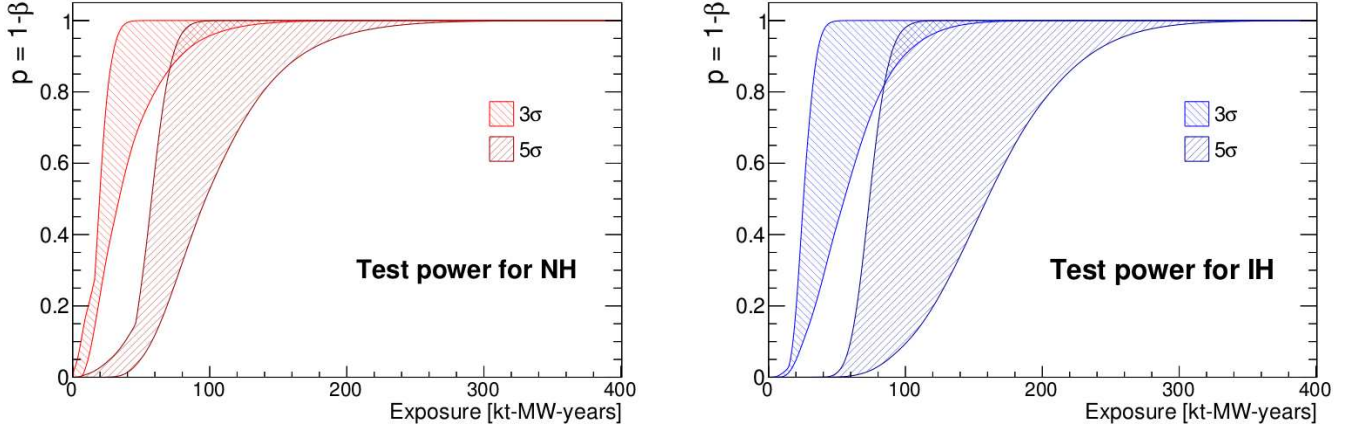 p = 1-β
1
0.8
0.6
0.4
0.2
0
3σ
5σ
Test power for NH
0 100 200 300 400
Exposure [kt-MW-years]
p = 1-β
1
0.8
0.6
0.4
0.2
0
3σ
5σ
Test power for IH
0 100 200 300 400
Exposure [kt-MW-years]